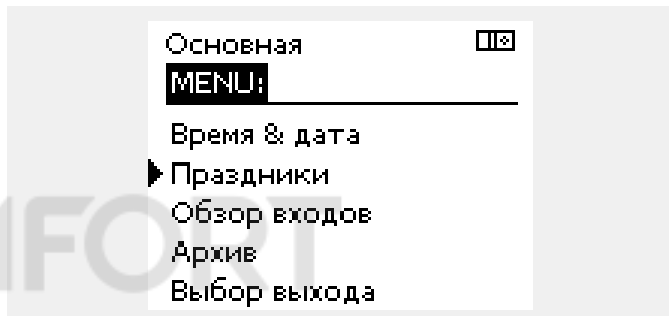 Основная
MENU:
Время & дата
Праздники
Обзор входов
Архив
Выбор выхода